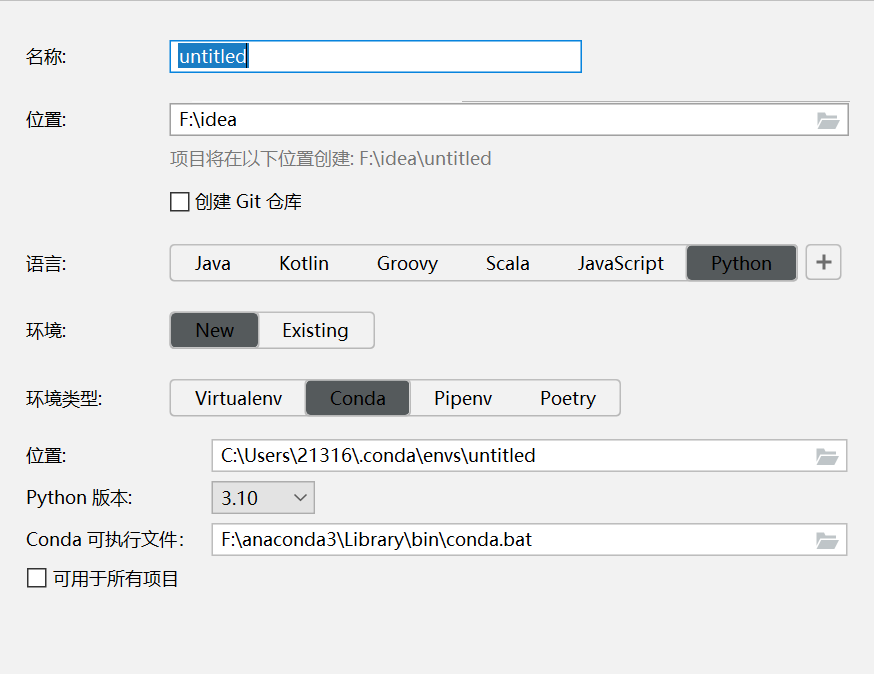 名称: untitled
位置: F:\idea
项目将在以下位置创建: F:\idea\untitled
创建 Git 仓库
语言: Java Kotlin Groovy Scala JavaScript Python +
环境: New Existing
环境类型: Virtualenv Conda Pipenv Poetry
位置: C:\Users\21316\.conda\envs\untitled
Python 版本: 3.10
Conda 可执行文件: F:\anaconda3\Library\bin\conda.bat
可用于所有项目